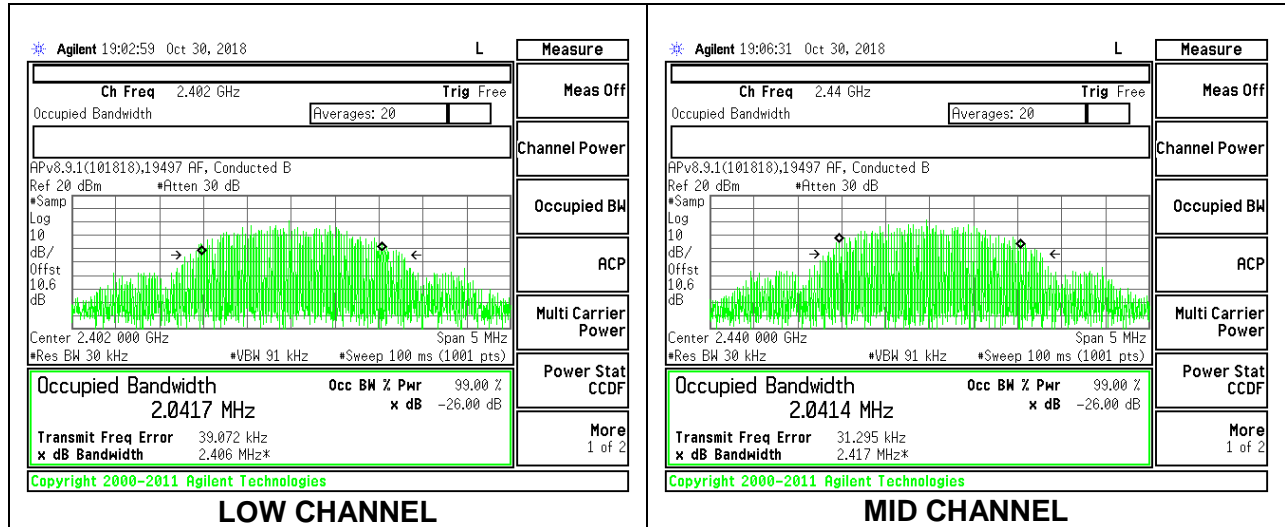 Agilent 19:02:59 Oct 30, 2018 L
Measure
Ch Freq 2.402 GHz Trig Free
Occupied Bandwidth Averages: 20
APv8.9.1(101818),19497 AF, Conducted B
Ref 20 dBm #Atten 30 dB
#Samp
Log
10
dB/
Offst
10.6
dB
Center 2.402 000 GHz Span 5 MHz
#Res BW 30 kHz #VBW 91 kHz #Sweep 100 ms (1001 pts)
Occupied Bandwidth Occ BW % Pwr 99.00 %
2.0417 MHz x dB -26.00 dB
Transmit Freq Error 39.072 kHz
x dB Bandwidth 2.406 MHz*
Copyright 2000-2011 Agilent Technologies
Meas Off
Channel Power
Occupied BW
ACP
Multi Carrier
Power
Power Stat
CCDF
More
1 of 2
LOW CHANNEL
Agilent 19:06:31 Oct 30, 2018 L
Measure
Ch Freq 2.44 GHz Trig Free
Occupied Bandwidth Averages: 20
APv8.9.1(101818),19497 AF, Conducted B
Ref 20 dBm #Atten 30 dB
#Samp
Log
10
dB/
Offst
10.6
dB
Center 2.440 000 GHz Span 5 MHz
#Res BW 30 kHz #VBW 91 kHz #Sweep 100 ms (1001 pts)
Occupied Bandwidth Occ BW % Pwr 99.00 %
2.0414 MHz x dB -26.00 dB
Transmit Freq Error 31.295 kHz
x dB Bandwidth 2.417 MHz*
Copyright 2000-2011 Agilent Technologies
Meas Off
Channel Power
Occupied BW
ACP
Multi Carrier
Power
Power Stat
CCDF
More
1 of 2
MID CHANNEL